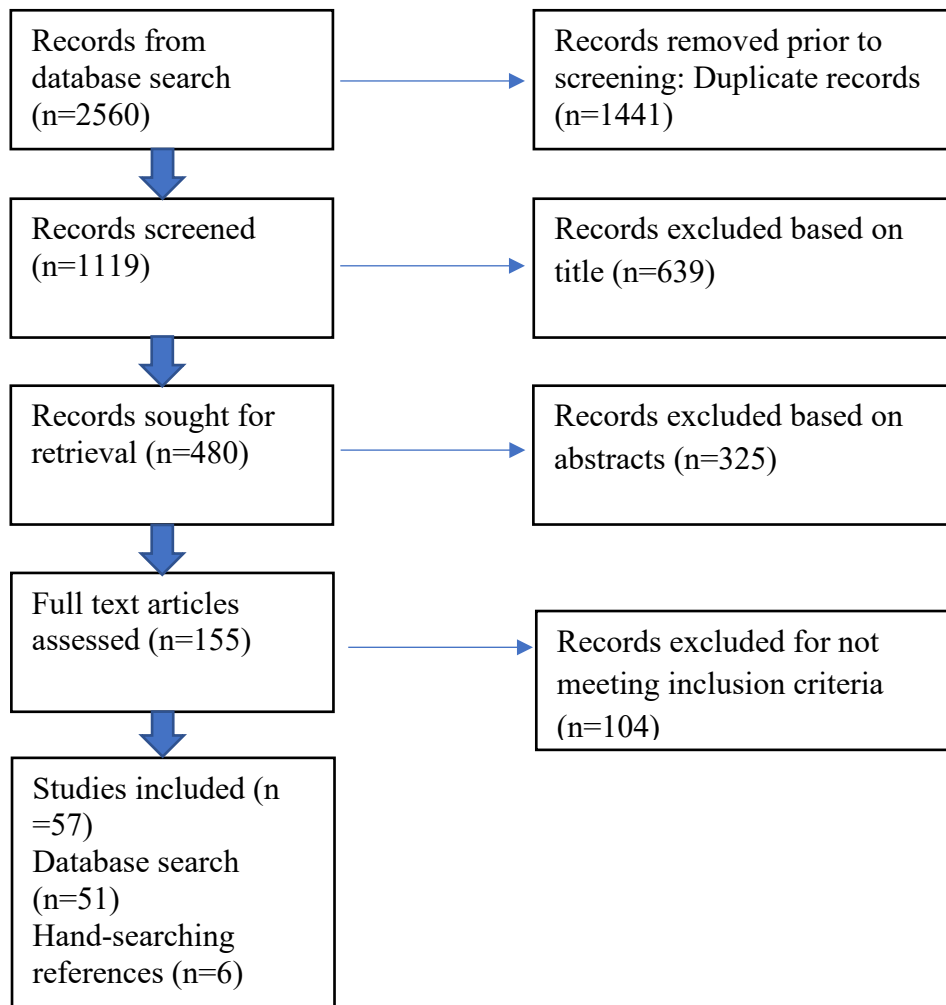 Records from
database search
(n=2560)
Records removed prior to
screening: Duplicate records
(n=1441)
Records screened
(n=1119)
Records excluded based on
title (n=639)
Records sought for
retrieval (n=480)
Records excluded based on
abstracts (n=325)
Full text articles
assessed (n=155)
Records excluded for not
meeting inclusion criteria
(n=104)
Studies included (n
=57)
Database search
(n=51)
Hand-searching
references (n=6)